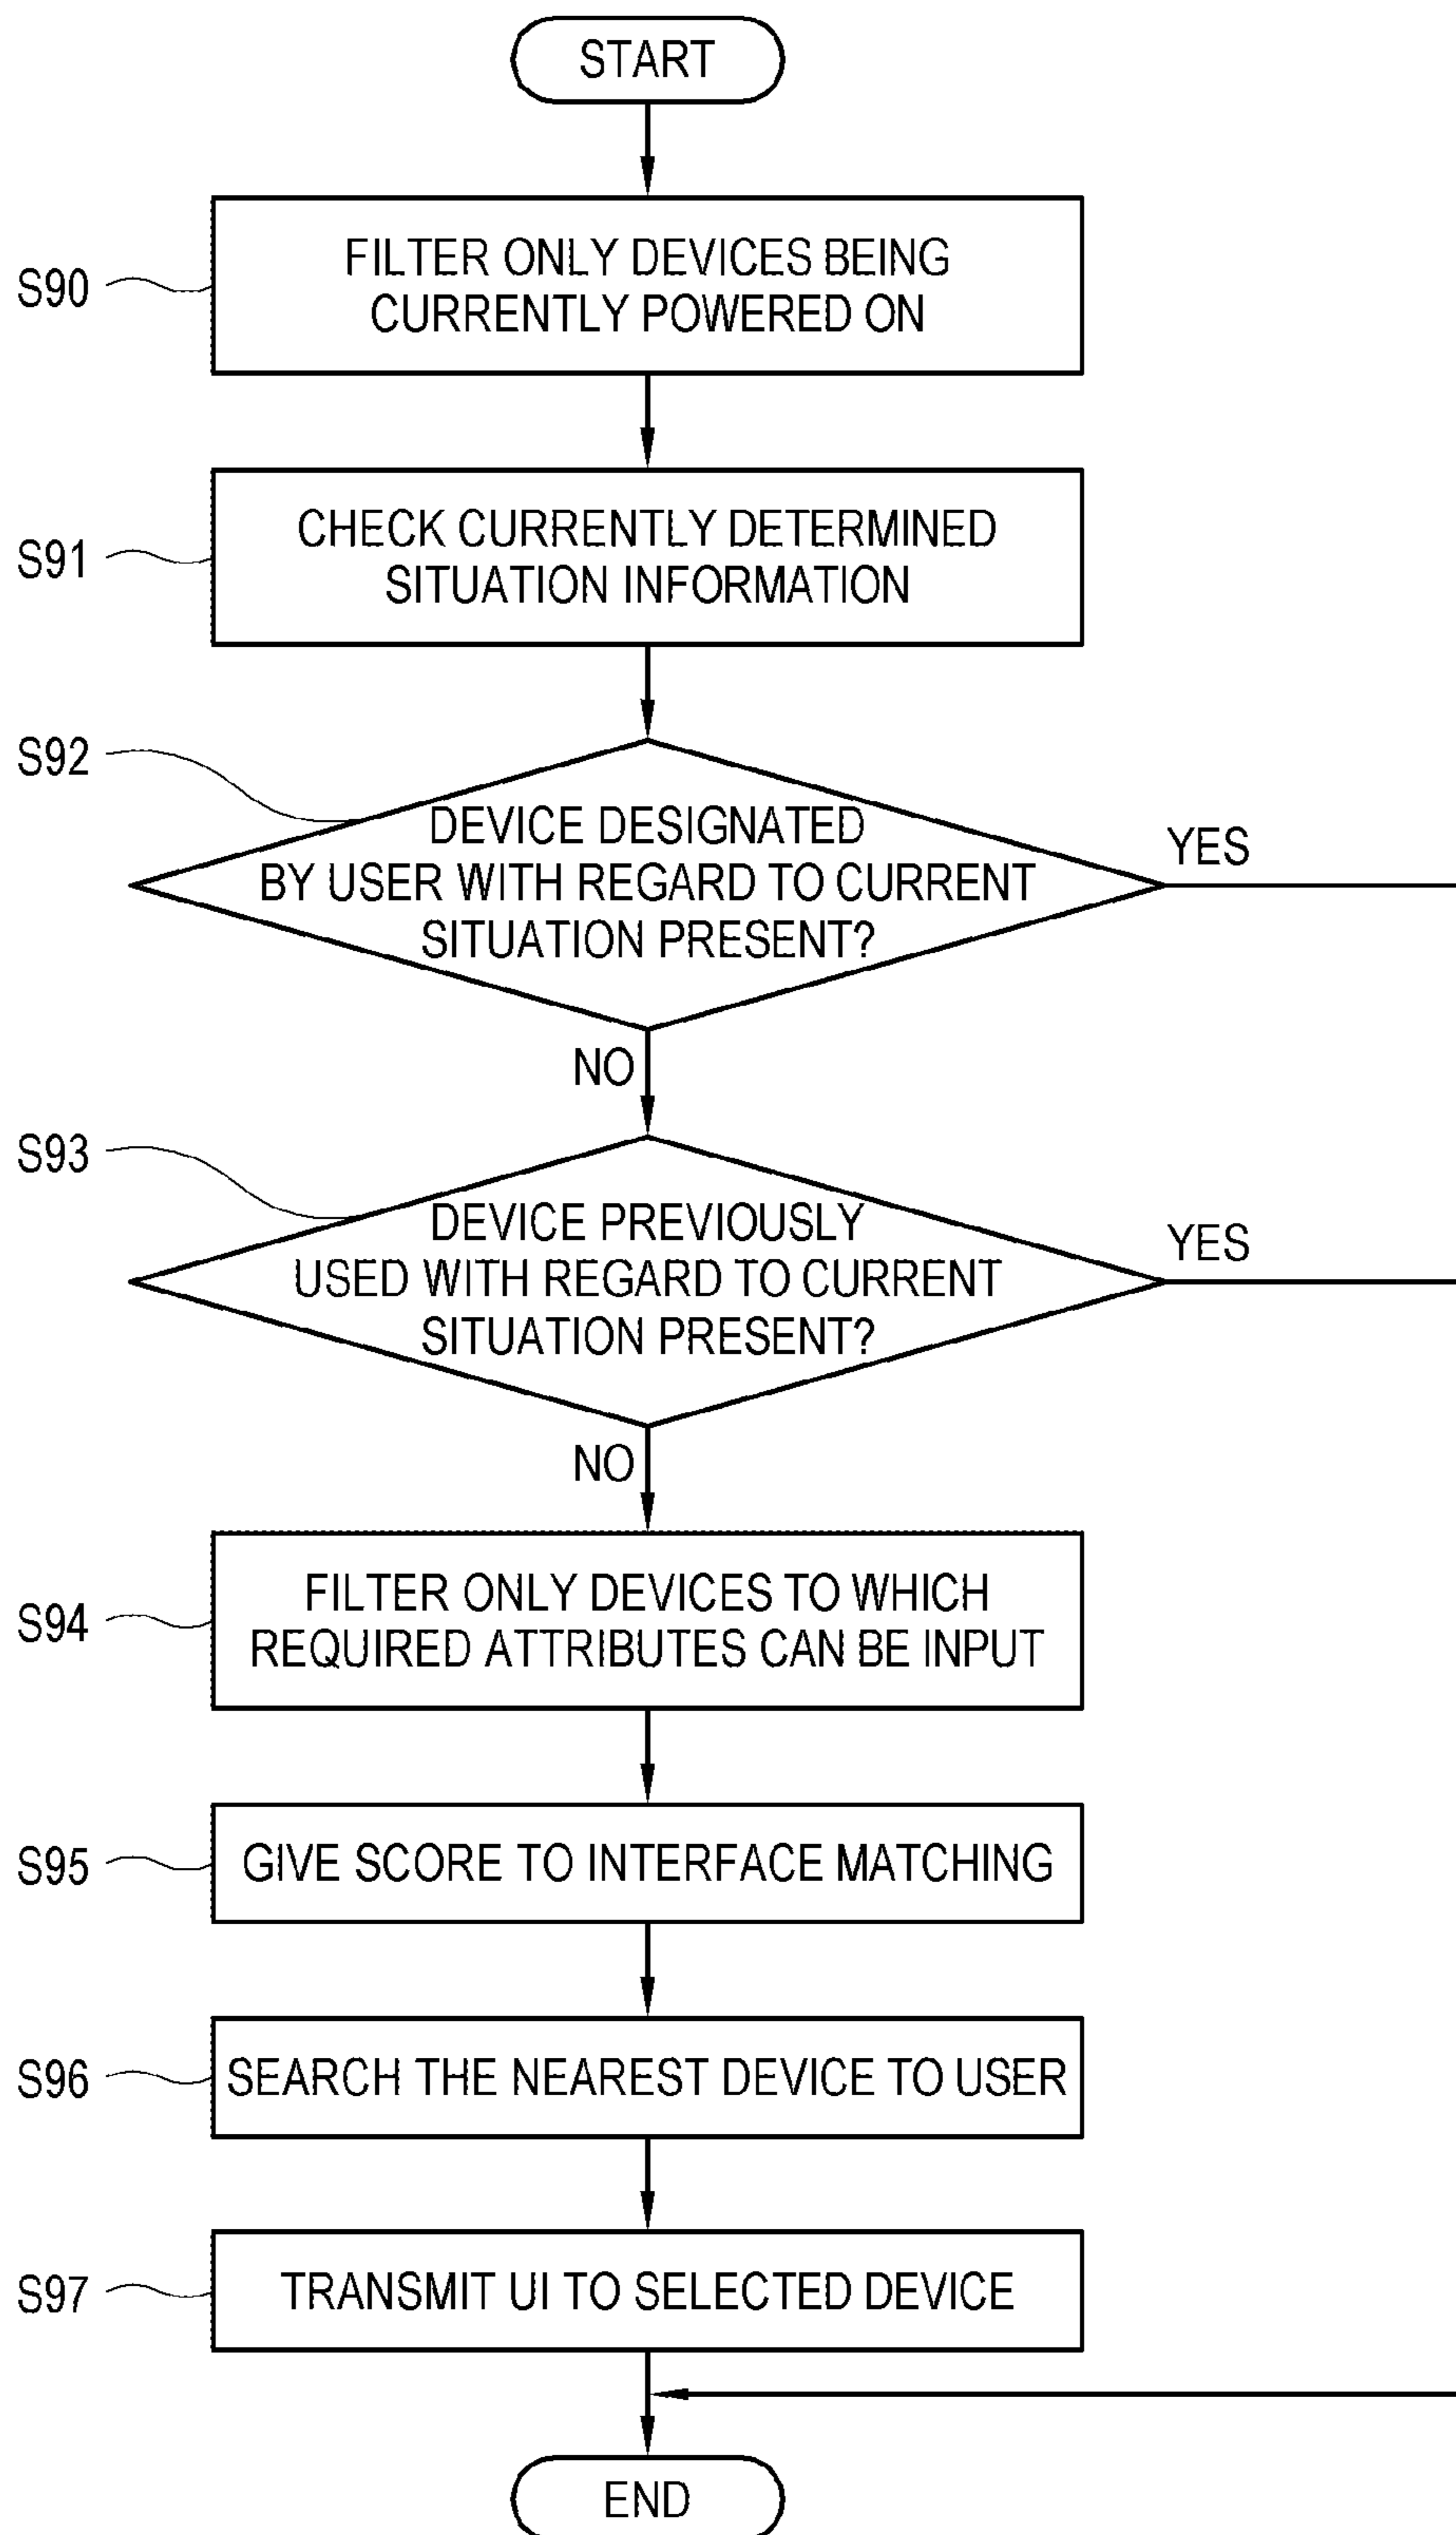 START
S90
FILTER ONLY DEVICES BEING
CURRENTLY POWERED ON
S91
CHECK CURRENTLY DETERMINED
SITUATION INFORMATION
S92
DEVICE DESIGNATED
BY USER WITH REGARD TO CURRENT
SITUATION PRESENT?
YES
NO
S93
DEVICE PREVIOUSLY
USED WITH REGARD TO CURRENT
SITUATION PRESENT?
YES
NO
S94
FILTER ONLY DEVICES TO WHICH
REQUIRED ATTRIBUTES CAN BE INPUT
S95
GIVE SCORE TO INTERFACE MATCHING
S96
SEARCH THE NEAREST DEVICE TO USER
S97
TRANSMIT UI TO SELECTED DEVICE
END